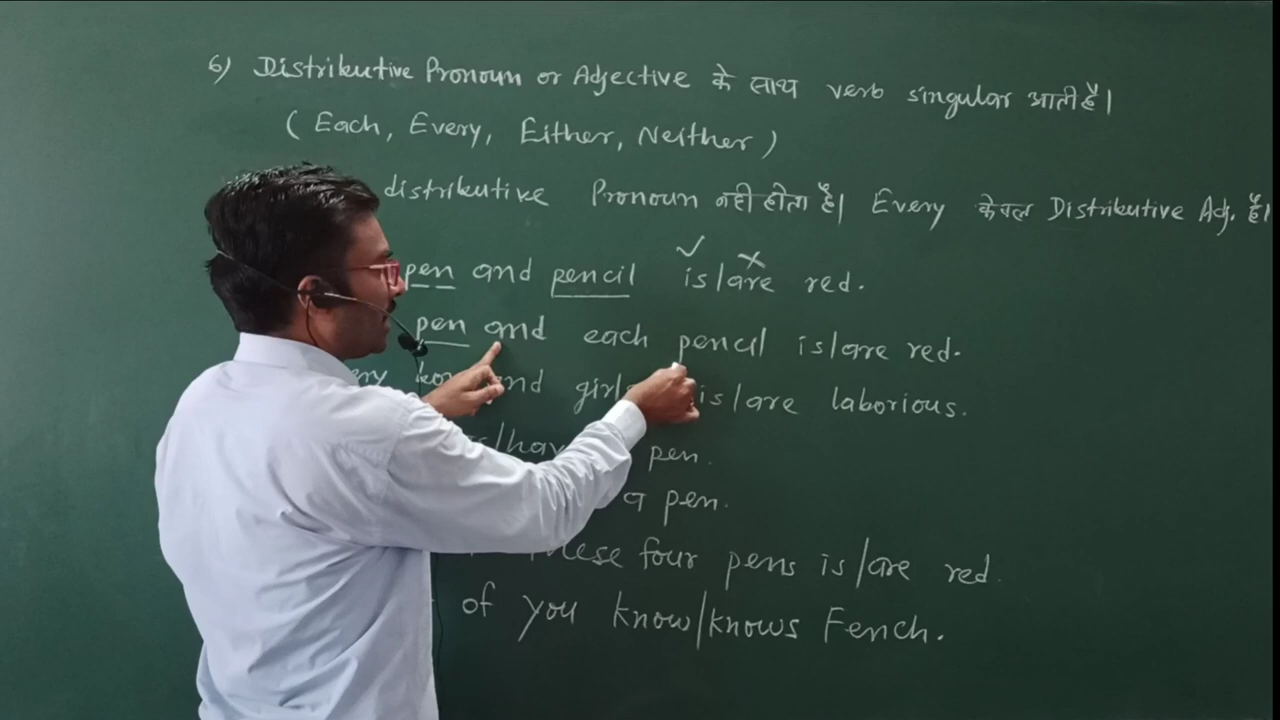 6) Distributive Pronoun or Adjective के साथ verb singular आती है।
( Each, Every, Either, Neither )
distributive Pronoun नही होता है। Every केवल Distributive Adj. है।
pen and pencil is/are red.
pen and each pencil is/are red.
boy and girl is/are laborious.
pen.
a pen.
these four pens is/are red.
of you know/knows Fench.